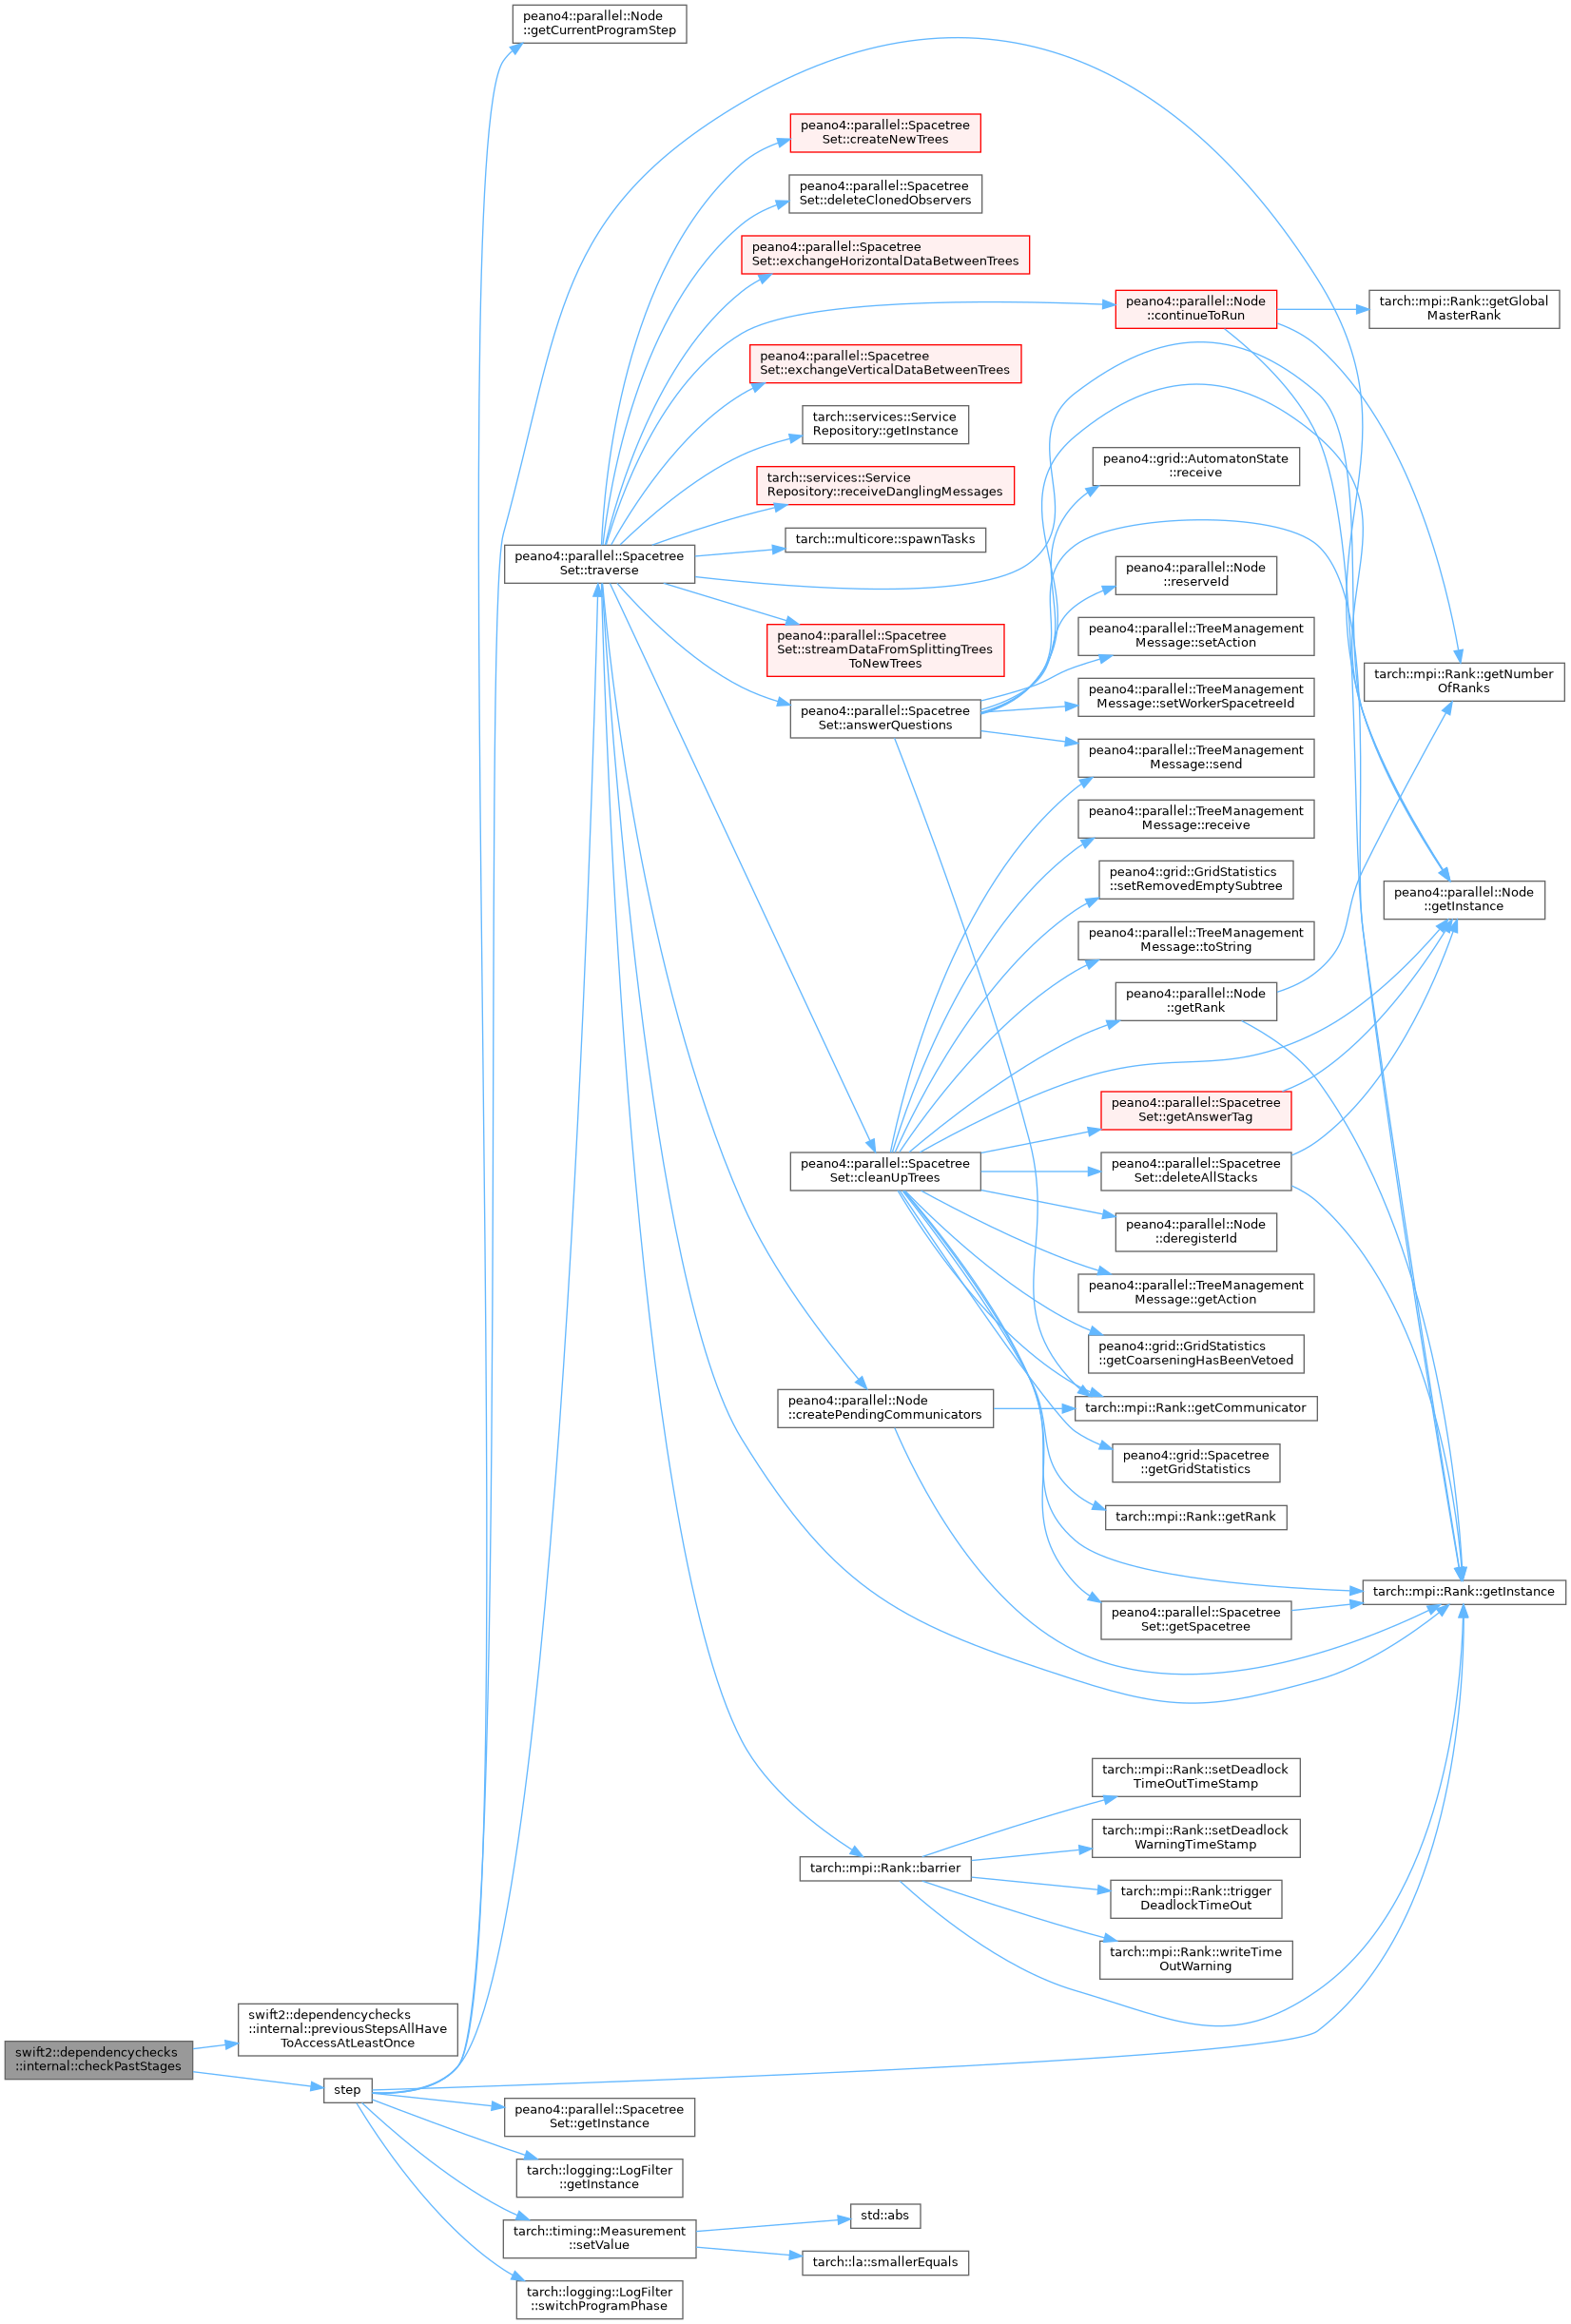 peano4::parallel::Node
::getCurrentProgramStep
peano4::parallel::Spacetree
Set::createNewTrees
peano4::parallel::Spacetree
Set::deleteClonedObservers
peano4::parallel::Spacetree
Set::exchangeHorizontalDataBetweenTrees
peano4::parallel::Node
::continueToRun
tarch::mpi::Rank::getGlobal
MasterRank
peano4::parallel::Spacetree
Set::exchangeVerticalDataBetweenTrees
tarch::services::Service
Repository::getInstance
peano4::grid::AutomatonState
::receive
tarch::services::Service
Repository::receiveDanglingMessages
tarch::multicore::spawnTasks
peano4::parallel::Spacetree
Set::traverse
peano4::parallel::Node
::reserveId
peano4::parallel::Spacetree
Set::streamDataFromSplittingTrees
ToNewTrees
peano4::parallel::TreeManagement
Message::setAction
tarch::mpi::Rank::getNumber
OfRanks
peano4::parallel::TreeManagement
Message::setWorkerSpacetreeId
peano4::parallel::Spacetree
Set::answerQuestions
peano4::parallel::TreeManagement
Message::send
peano4::parallel::TreeManagement
Message::receive
peano4::grid::GridStatistics
::setRemovedEmptySubtree
peano4::parallel::Node
::getInstance
peano4::parallel::TreeManagement
Message::toString
peano4::parallel::Node
::getRank
peano4::parallel::Spacetree
Set::getAnswerTag
peano4::parallel::Spacetree
Set::cleanUpTrees
peano4::parallel::Spacetree
Set::deleteAllStacks
peano4::parallel::Node
::deregisterId
peano4::parallel::TreeManagement
Message::getAction
peano4::grid::GridStatistics
::getCoarseningHasBeenVetoed
peano4::parallel::Node
::createPendingCommunicators
tarch::mpi::Rank::getCommunicator
peano4::grid::Spacetree
::getGridStatistics
tarch::mpi::Rank::getRank
tarch::mpi::Rank::getInstance
peano4::parallel::Spacetree
Set::getSpacetree
tarch::mpi::Rank::setDeadlock
TimeOutTimeStamp
tarch::mpi::Rank::setDeadlock
WarningTimeStamp
tarch::mpi::Rank::barrier
tarch::mpi::Rank::trigger
DeadlockTimeOut
tarch::mpi::Rank::writeTime
OutWarning
swift2::dependencychecks
::internal::previousStepsAllHave
ToAccessAtLeastOnce
swift2::dependencychecks
::internal::checkPastStages
step
peano4::parallel::Spacetree
Set::getInstance
tarch::logging::LogFilter
::getInstance
tarch::timing::Measurement
::setValue
std::abs
tarch::la::smallerEquals
tarch::logging::LogFilter
::switchProgramPhase